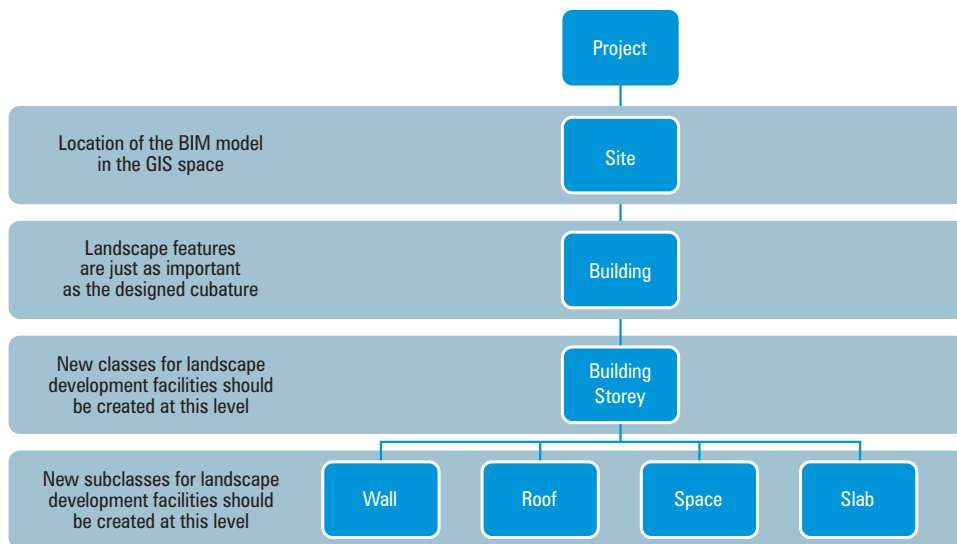 Project
Location of the BIM model
in the GIS space
Site
Landscape features
are just as important
as the designed cubature
Building
New classes for landscape
development facilities should
be created at this level
Building
Storey
New subclasses for landscape
development facilities should
be created at this level
Wall
Roof
Space
Slab